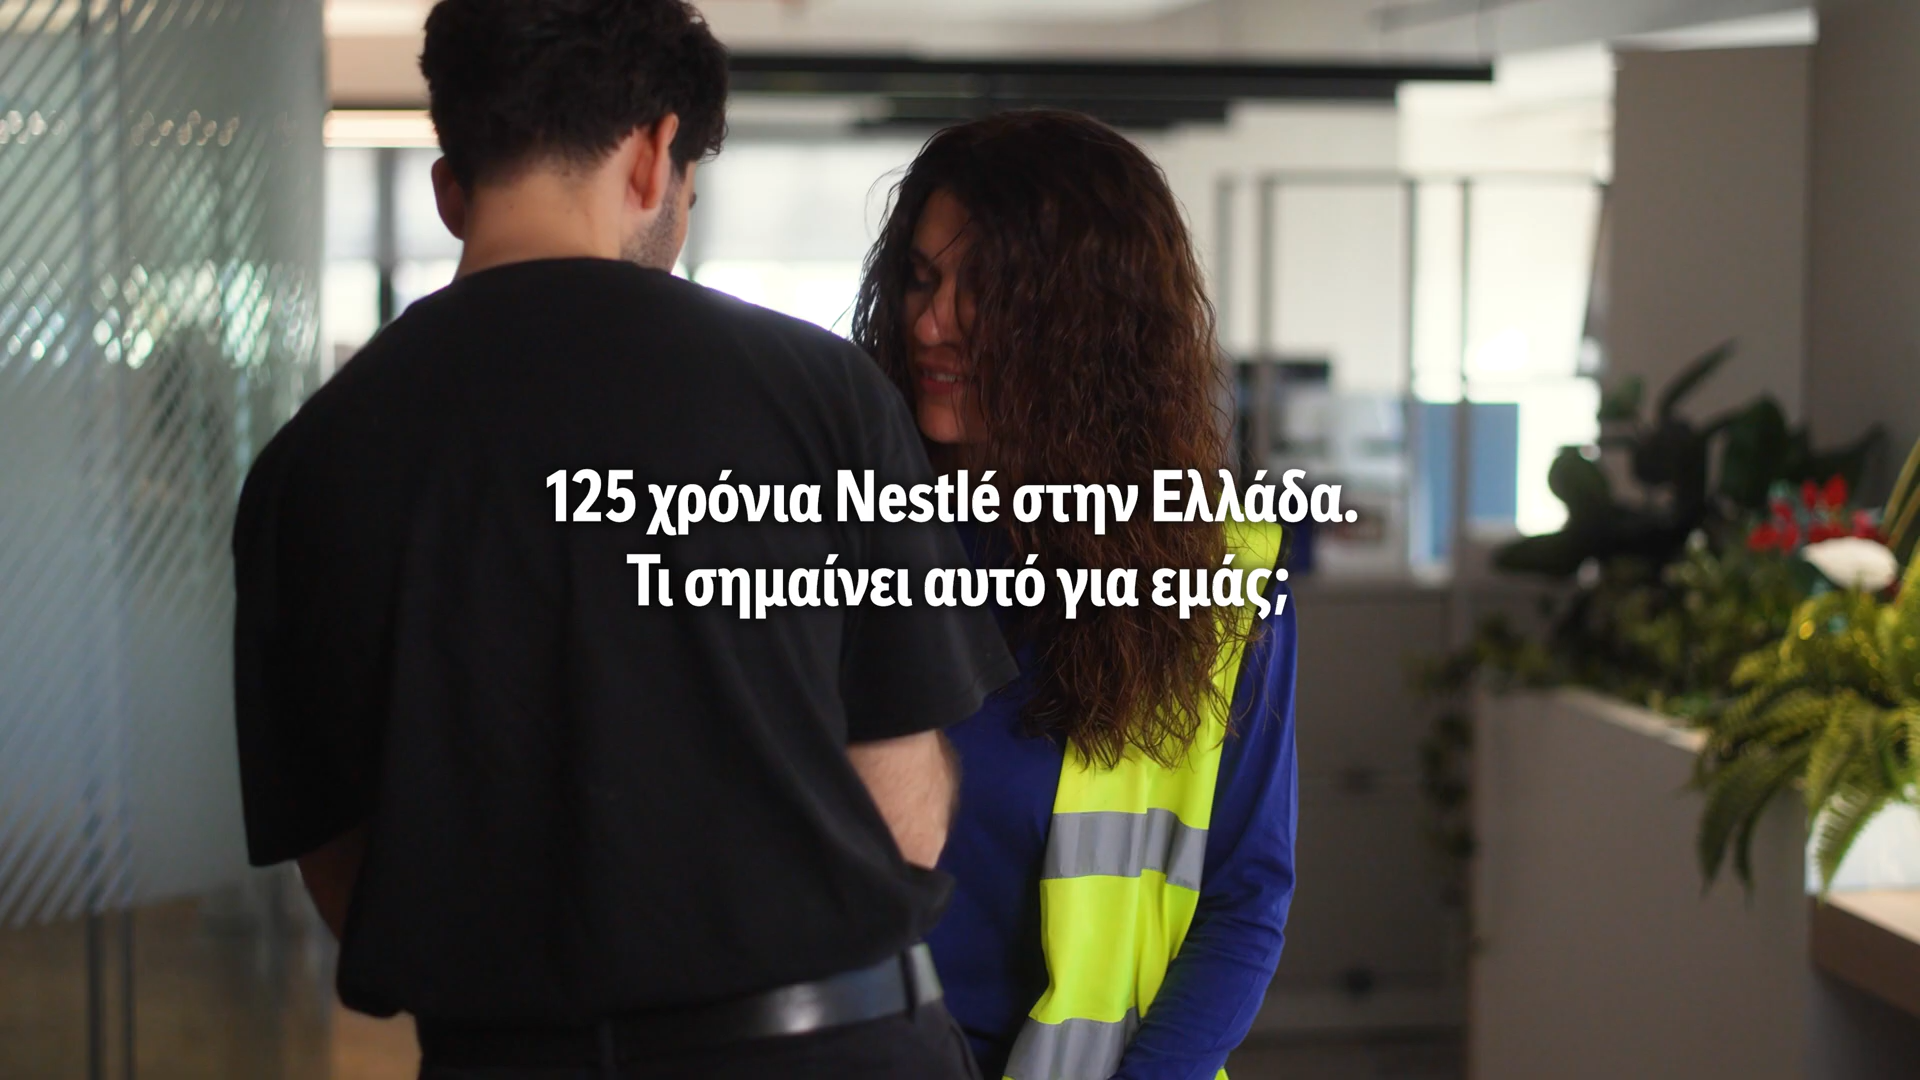 125 χρόνια Nestlé στην Ελλάδα.
Τι σημαίνει αυτό για εμάς;